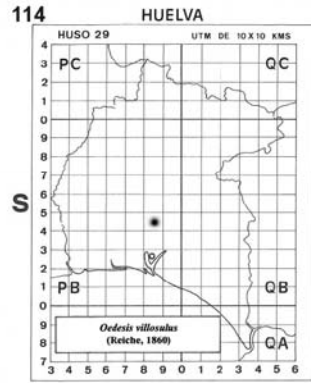 114 HUELVA
HUSO 29 UTM DE 10 X 10 KMS
4 PC QC
3
2
1
0
9
8
7
6
S 5
4
3
2
1 PB QB
0
9
8 QA
7
Oedesis villosulus
(Reiche, 1860)
3 4 5 6 7 8 9 0 1 2 3 4 5 6